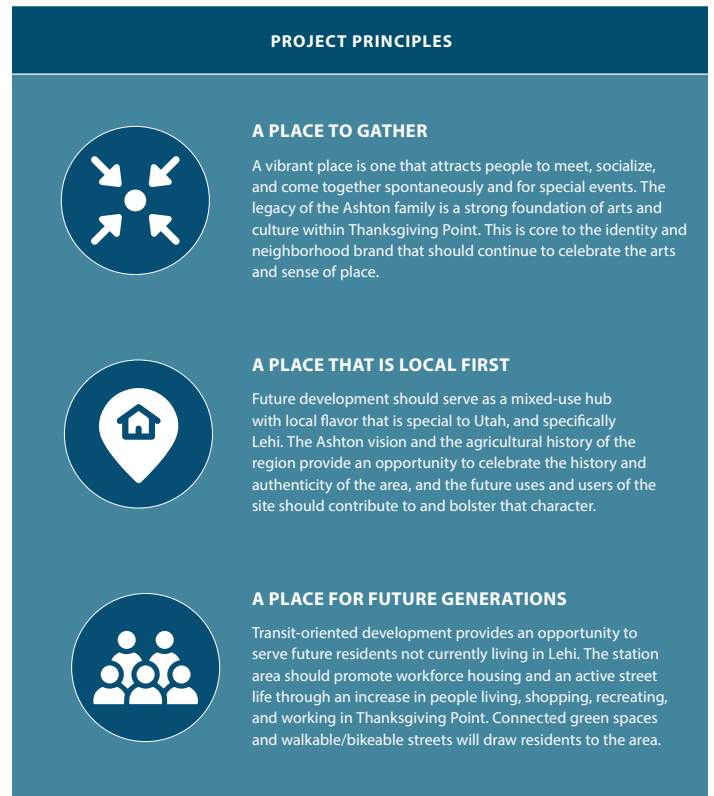 PROJECT PRINCIPLES
A PLACE TO GATHER
A vibrant place is one that attracts people to meet, socialize,
and come together spontaneously and for special events. The
legacy of the Ashton family is a strong foundation of arts and
culture within Thanksgiving Point. This is core to the identity and
neighborhood brand that should continue to celebrate the arts
and sense of place.
A PLACE THAT IS LOCAL FIRST
Future development should serve as a mixed-use hub
with local flavor that is special to Utah, and specifically
Lehi. The Ashton vision and the agricultural history of the
region provide an opportunity to celebrate the history and
authenticity of the area, and the future uses and users of the
site should contribute to and bolster that character.
A PLACE FOR FUTURE GENERATIONS
Transit-oriented development provides an opportunity to
serve future residents not currently living in Lehi. The station
area should promote workforce housing and an active street
life through an increase in people living, shopping, recreating,
and working in Thanksgiving Point. Connected green spaces
and walkable/bikeable streets will draw residents to the area.